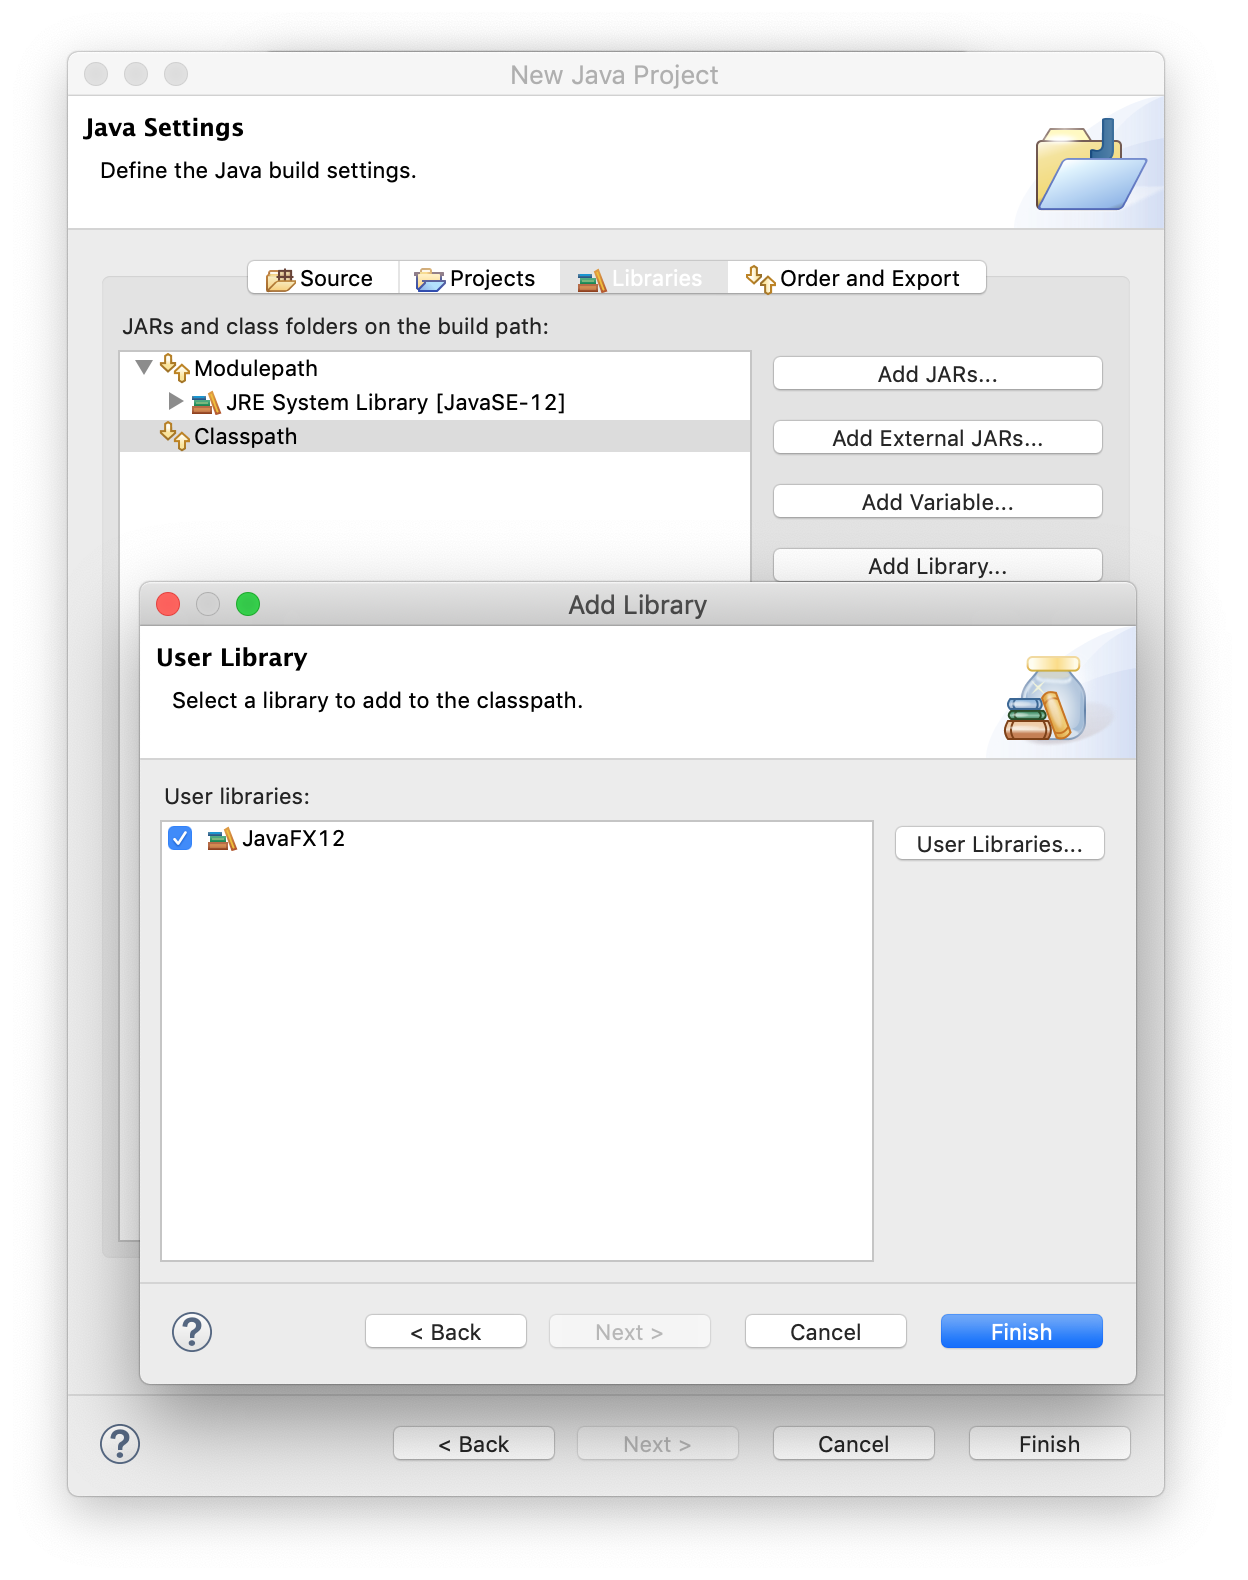 New Java Project
Java Settings
Define the Java build settings.
Source Projects Libraries Order and Export
JARs and class folders on the build path:
Modulepath
Add JARs...
JRE System Library [JavaSE-12]
Classpath
Add External JARs...
Add Variable...
Add Library...
Add Library
User Library
Select a library to add to the classpath.
User libraries:
JavaFX12
User Libraries...
? < Back Next > Cancel Finish
? < Back Next > Cancel Finish